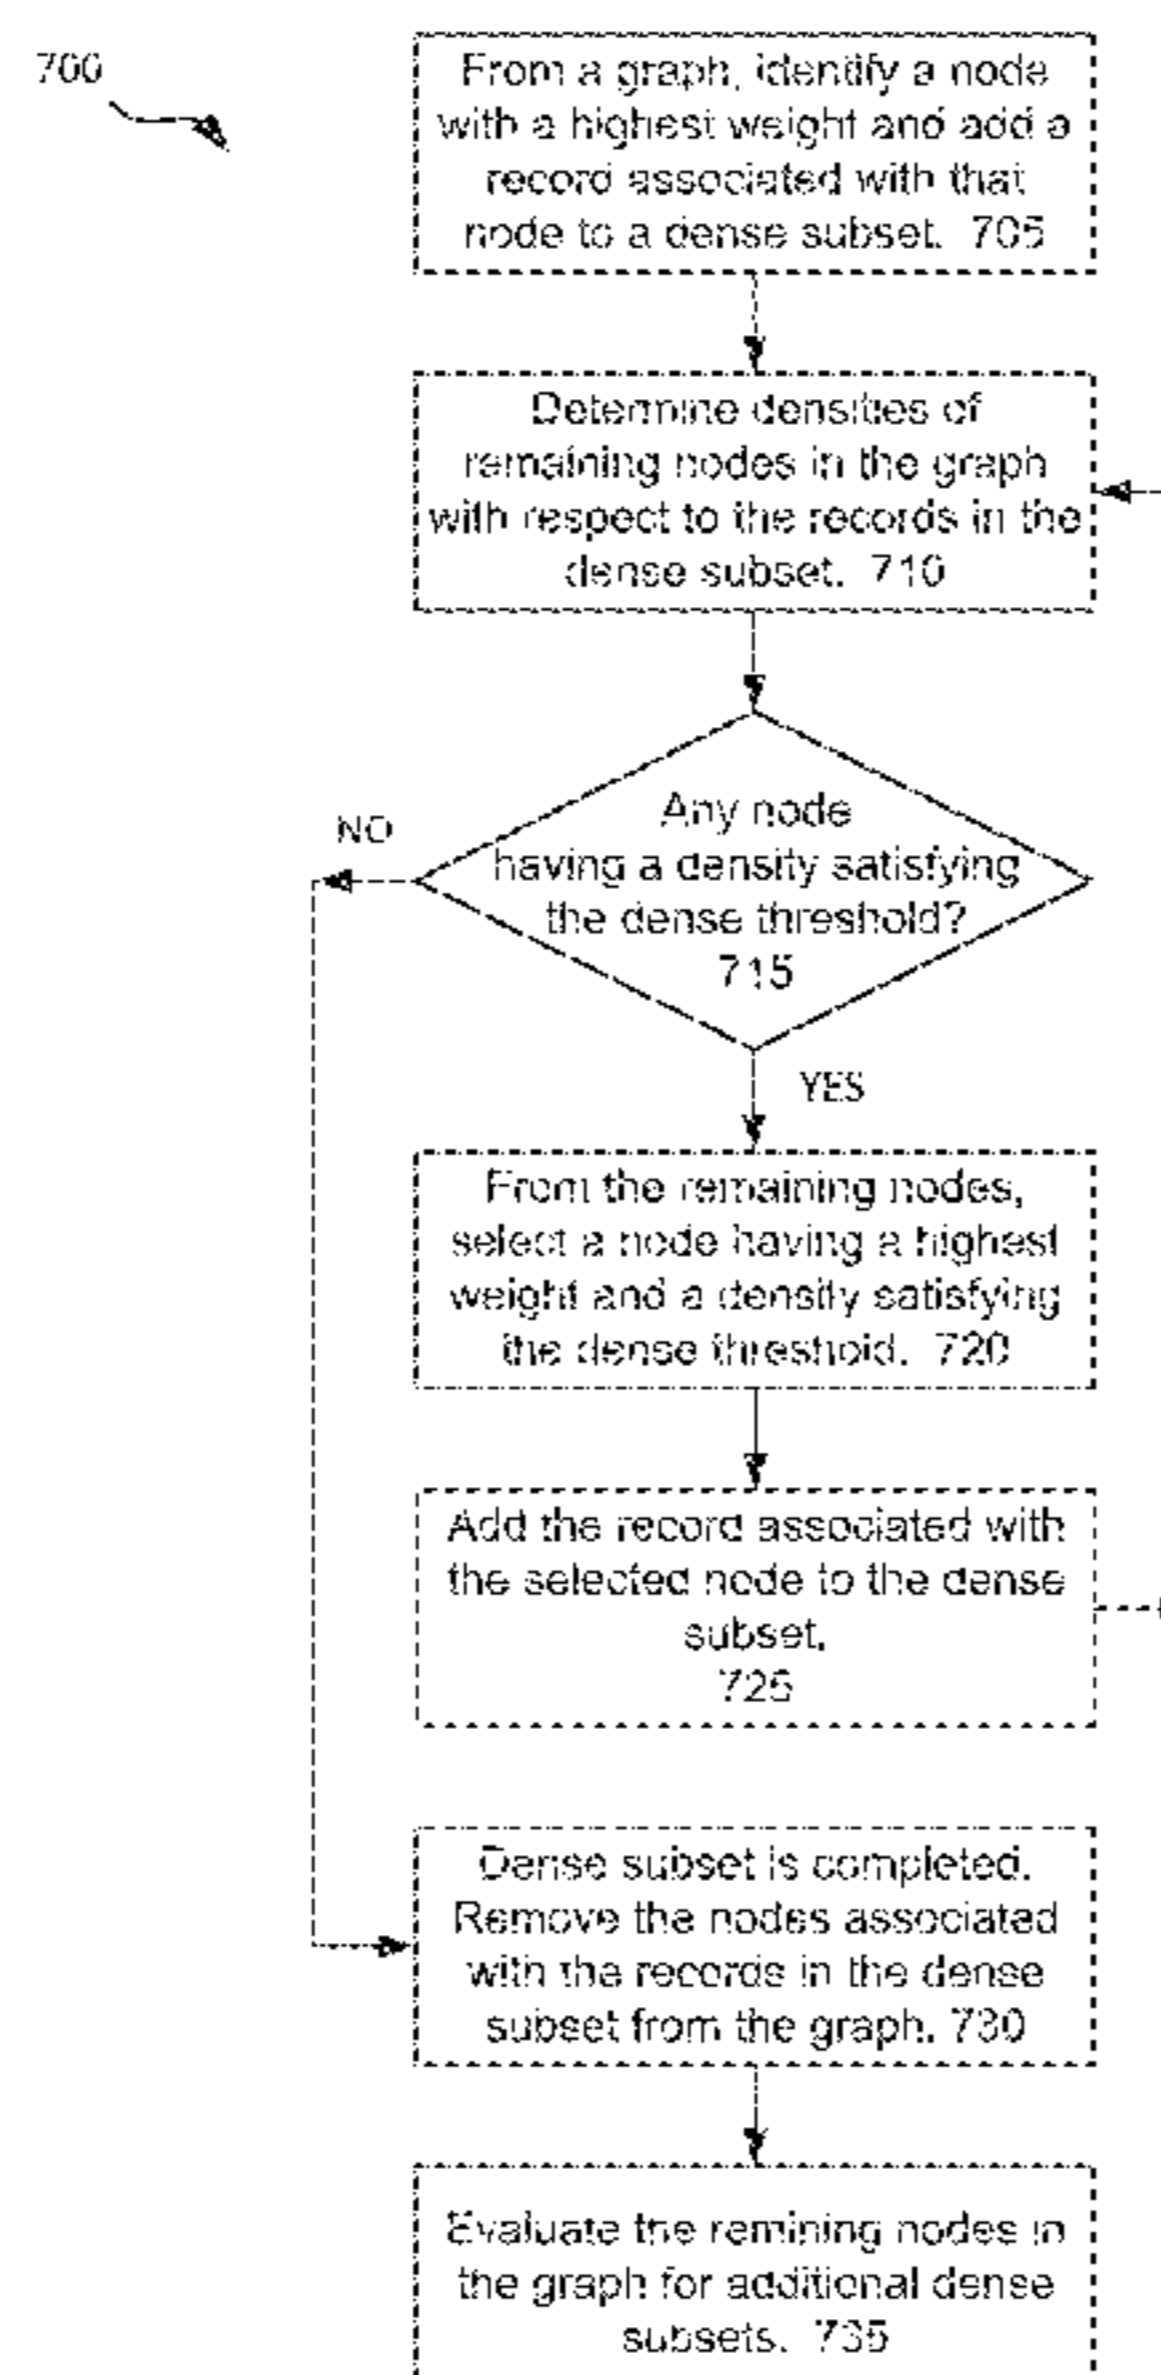 700
From a graph, identify a node
with a highest weight and add a
record associated with that
node to a dense subset. 705
Determine densities of
remaining nodes in the graph
with respect to the records in the
dense subset. 710
Any node
having a density satisfying
the dense threshold?
715
NO
YES
From the remaining nodes,
select a node having a highest
weight and a density satisfying
the dense threshold. 720
Add the record associated with
the selected node to the dense
subset.
725
Dense subset is completed.
Remove the nodes associated
with the records in the dense
subset from the graph. 730
Evaluate the remining nodes in
the graph for additional dense
subsets. 735